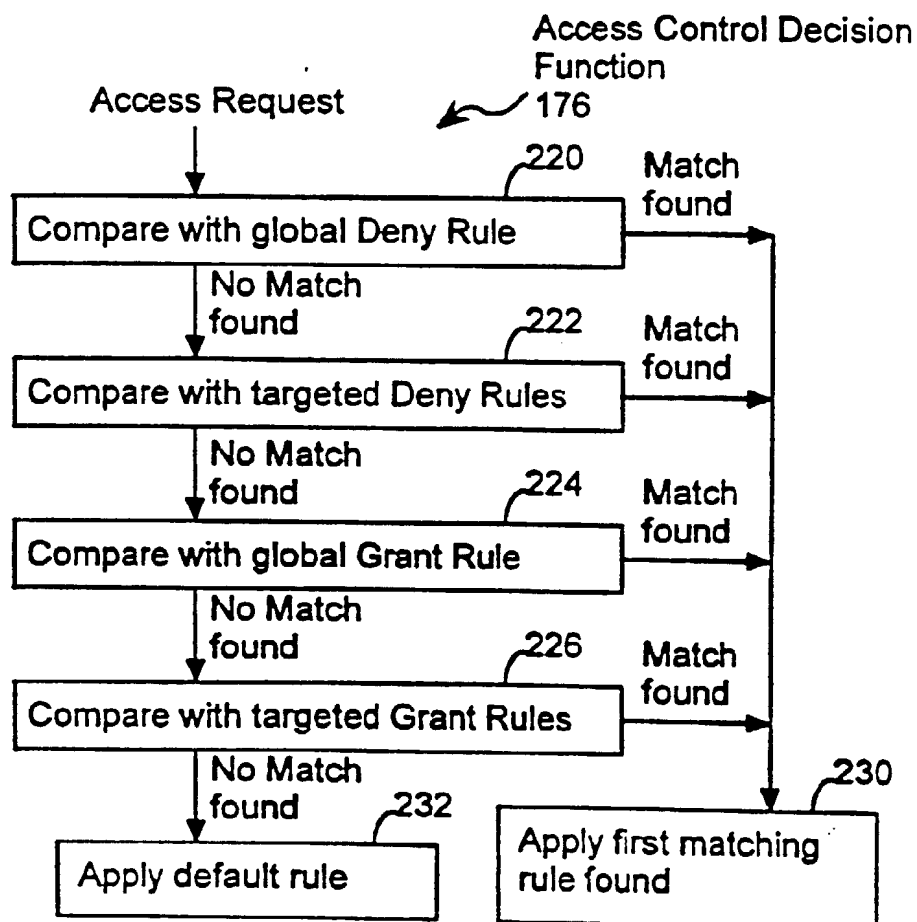 Access Control Decision
Function
176
Access Request
220
Match
found
Compare with global Deny Rule
No Match
found
222
Match
found
Compare with targeted Deny Rules
No Match
found
224
Match
found
Compare with global Grant Rule
No Match
found
226
Match
found
Compare with targeted Grant Rules
No Match
found
232
Apply default rule
230
Apply first matching
rule found